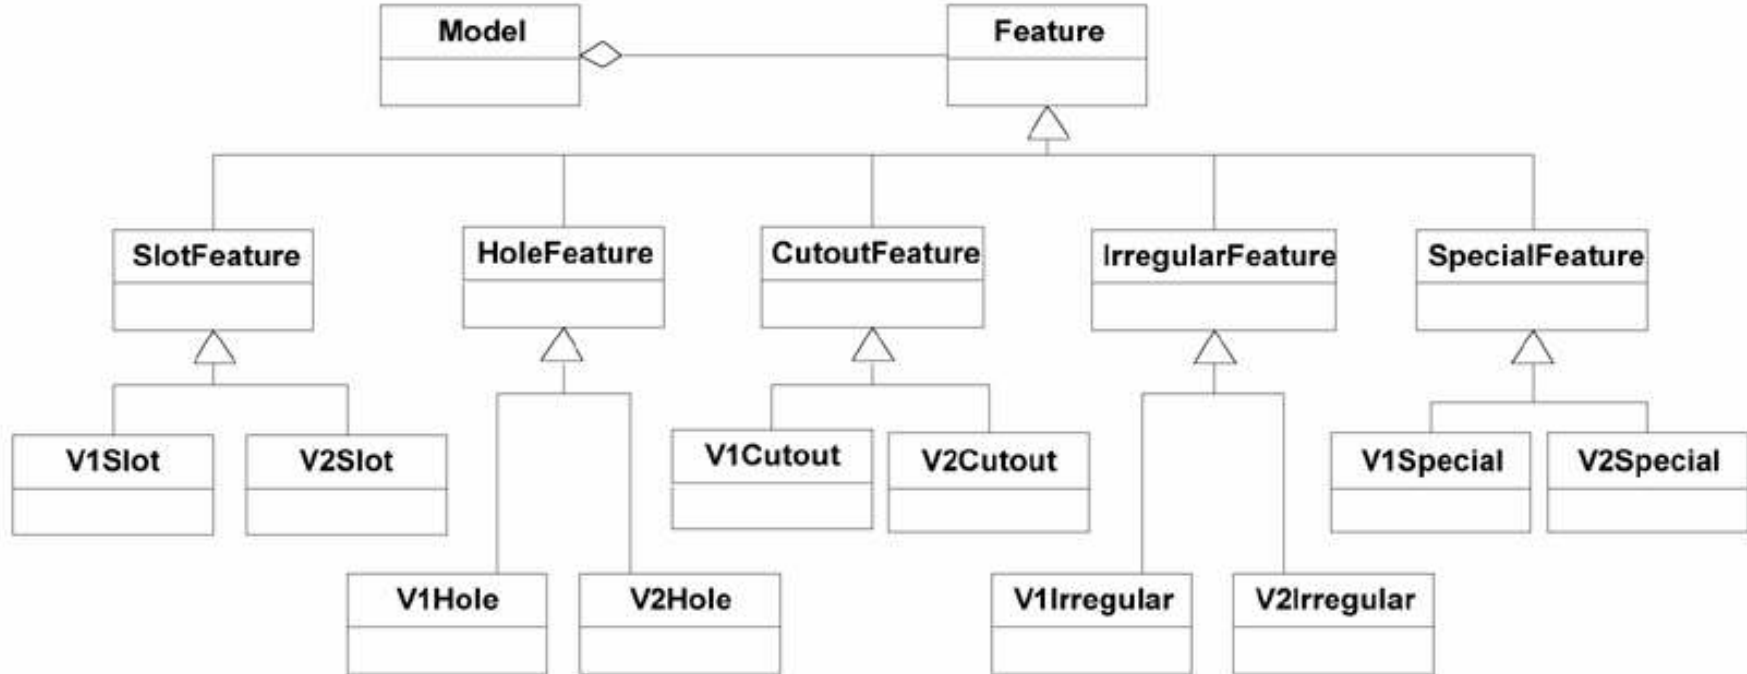 Model
Feature
SlotFeature
HoleFeature
CutoutFeature
IrregularFeature
SpecialFeature
V1Slot
V2Slot
V1Cutout
V2Cutout
V1Special
V2Special
V1Hole
V2Hole
V1Irregular
V2Irregular